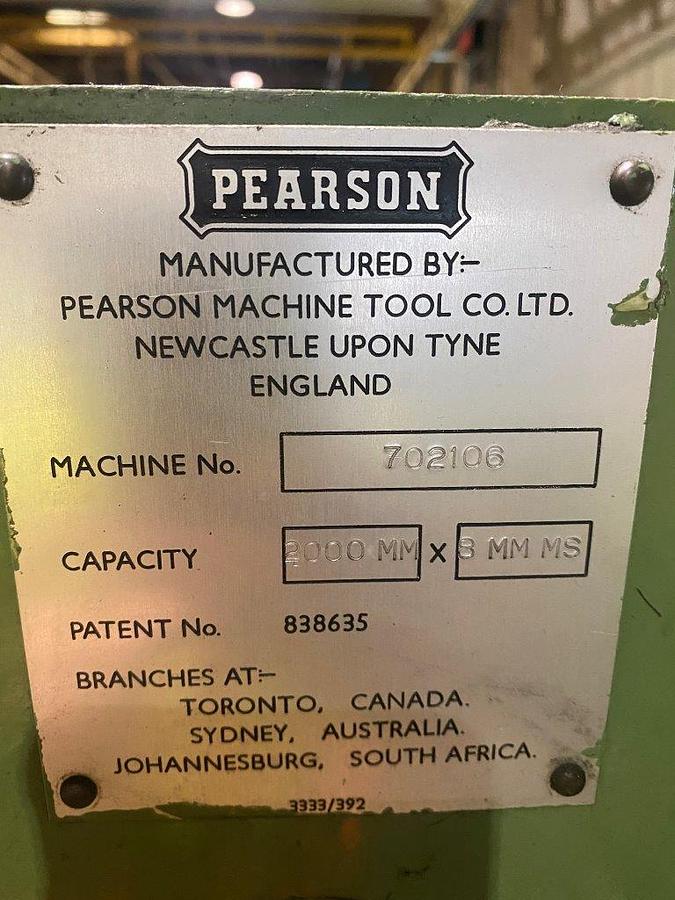 PEARSON
MANUFACTURED BY:-
PEARSON MACHINE TOOL CO. LTD.
NEWCASTLE UPON TYNE
ENGLAND
MACHINE No. 702106
CAPACITY 2000 MM X 8 MM MS
PATENT No. 838635
BRANCHES AT:-
TORONTO, CANADA.
SYDNEY, AUSTRALIA.
JOHANNESBURG, SOUTH AFRICA.
3333/392